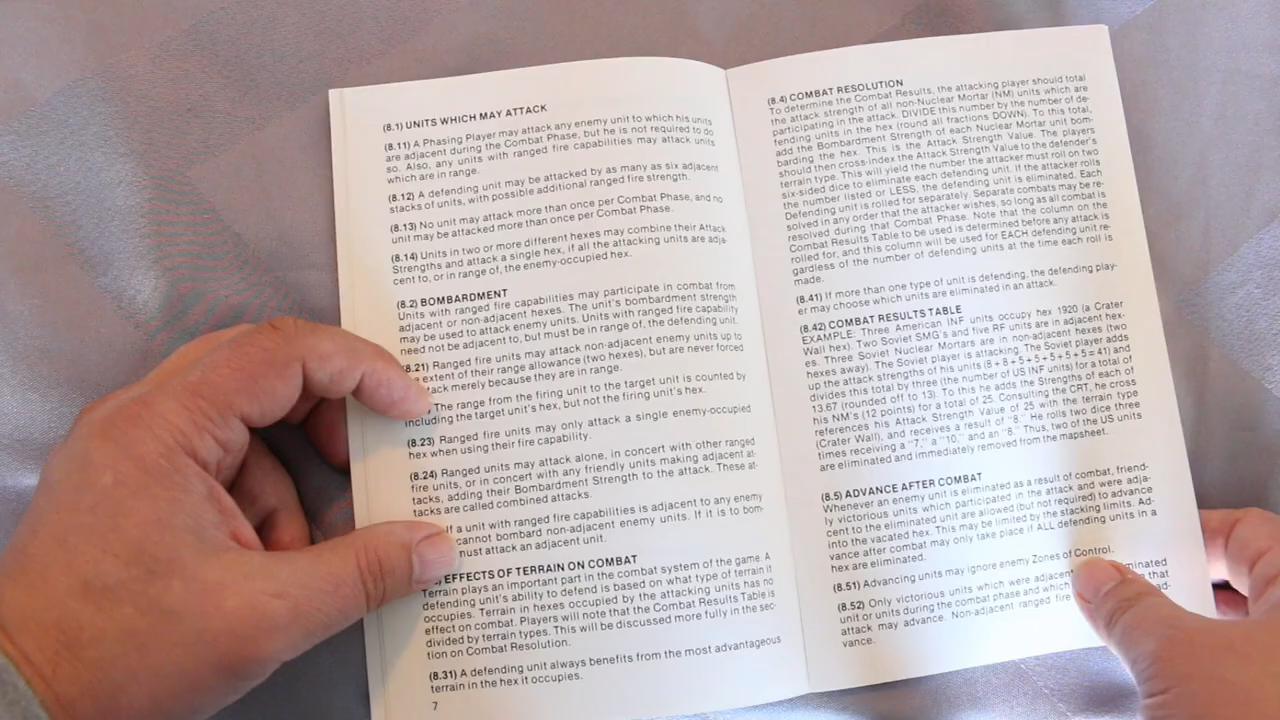 (8.1) UNITS WHICH MAY ATTACK
(8.11) A Phasing Player may attack any enemy unit to which his units
are adjacent during the Combat Phase, but he is not required to do
so. Also, any units with ranged fire capabilities may attack units
which are in range.
(8.12) A defending unit may be attacked by as many as six adjacent
stacks of units, with possible additional ranged fire strength.
(8.13) No unit may attack more than once per Combat Phase, and no
unit may be attacked more than once per Combat Phase.
(8.14) Units in two or more different hexes may combine their Attack
Strengths and attack a single hex, if all the attacking units are adja-
cent to, or in range of, the enemy-occupied hex.
(8.2) BOMBARDMENT
Units with ranged fire capabilities may participate in combat from
adjacent or non-adjacent hexes. The unit's bombardment strength
may be used to attack enemy units. Units with ranged fire capability
need not be adjacent to, but must be in range of, the defending unit.
8.21) Ranged fire units may attack non-adjacent enemy units up to
extent of their range allowance (two hexes), but are never forced
tack merely because they are in range.
The range from the firing unit to the target unit is counted by
including the target unit's hex, but not the firing unit's hex.
(8.23) Ranged fire units may only attack a single enemy-occupied
hex when using their fire capability.
(8.24) Ranged units may attack alone, in concert with other ranged
fire units, or in concert with any friendly units making adjacent at-
tacks, adding their Bombardment Strength to the attack. These at-
tacks are called combined attacks.
If a unit with ranged fire capabilities is adjacent to any enemy
cannot bombard non-adjacent enemy units. If it is to bom-
must attack an adjacent unit.
EFFECTS OF TERRAIN ON COMBAT
Terrain plays an important part in the combat system of the game. A
defending unit's ability to defend is based on what type of terrain it
occupies. Terrain in hexes occupied by the attacking units has no
effect on combat. Players will note that the Combat Results Table is
divided by terrain types. This will be discussed more fully in the sec-
tion on Combat Resolution.
(8.31) A defending unit always benefits from the most advantageous
terrain in the hex it occupies.
7
(8.4) COMBAT RESOLUTION
To determine the Combat Results, the attacking player should total
the attack strength of all non-Nuclear Mortar (NM) units which are
participating in the attack. DIVIDE this number by the number of de-
fending units in the hex (round all fractions DOWN). To this total,
add the Bombardment Strength of each Nuclear Mortar unit bom-
barding the hex. This is the Attack Strength Value. The players
should then cross-index the Attack Strength Value to the defender's
terrain type. This will yield the number the attacker must roll on two
six-sided dice to eliminate each defending unit. If the attacker rolls
the number listed or LESS, the defending unit is eliminated. Each
Defending unit is rolled for separately. Separate combats may be re-
solved in any order that the attacker wishes, so long as all combat is
resolved during that Combat Phase. Note that the column on the
Combat Results Table to be used is determined before any attack is
rolled for, and this column will be used for EACH defending unit re-
gardless of the number of defending units at the time each roll is
made.
(8.41) If more than one type of unit is defending, the defending play-
er may choose which units are eliminated in an attack.
(8.42) COMBAT RESULTS TABLE
EXAMPLE: Three American INF units occupy hex 1920 (a Crater
Wall hex). Two Soviet SMG's and five RF units are in adjacent hex-
es. Three Soviet Nuclear Mortars are in non-adjacent hexes (two
hexes away). The Soviet player is attacking. The Soviet player adds
up the attack strengths of his units (8+8+5+5+5+5+5=41) and
divides this total by three (the number of US INF units) for a total of
13.67 (rounded off to 13). To this he adds the Strengths of each of
his NM's (12 points) for a total of 25. Consulting the CRT, he cross
references his Attack Strength Value of 25 with the terrain type
(Crater Wall), and receives a result of "8." He rolls two dice three
times receiving a "7," a "10," and an "8." Thus, two of the US units
are eliminated and immediately removed from the mapsheet.
(8.5) ADVANCE AFTER COMBAT
Whenever an enemy unit is eliminated as a result of combat, friend-
ly victorious units which participated in the attack and were adja-
cent to the eliminated unit are allowed (but not required) to advance
into the vacated hex. This may be limited by the stacking limits. Ad-
vance after combat may only take place if ALL defending units in a
hex are eliminated.
(8.51) Advancing units may ignore enemy Zones of Control.
(8.52) Only victorious units which were adjacent minated
unit or units during the combat phase and which that
attack may advance. Non-adjacent ranged fire ad-
vance.